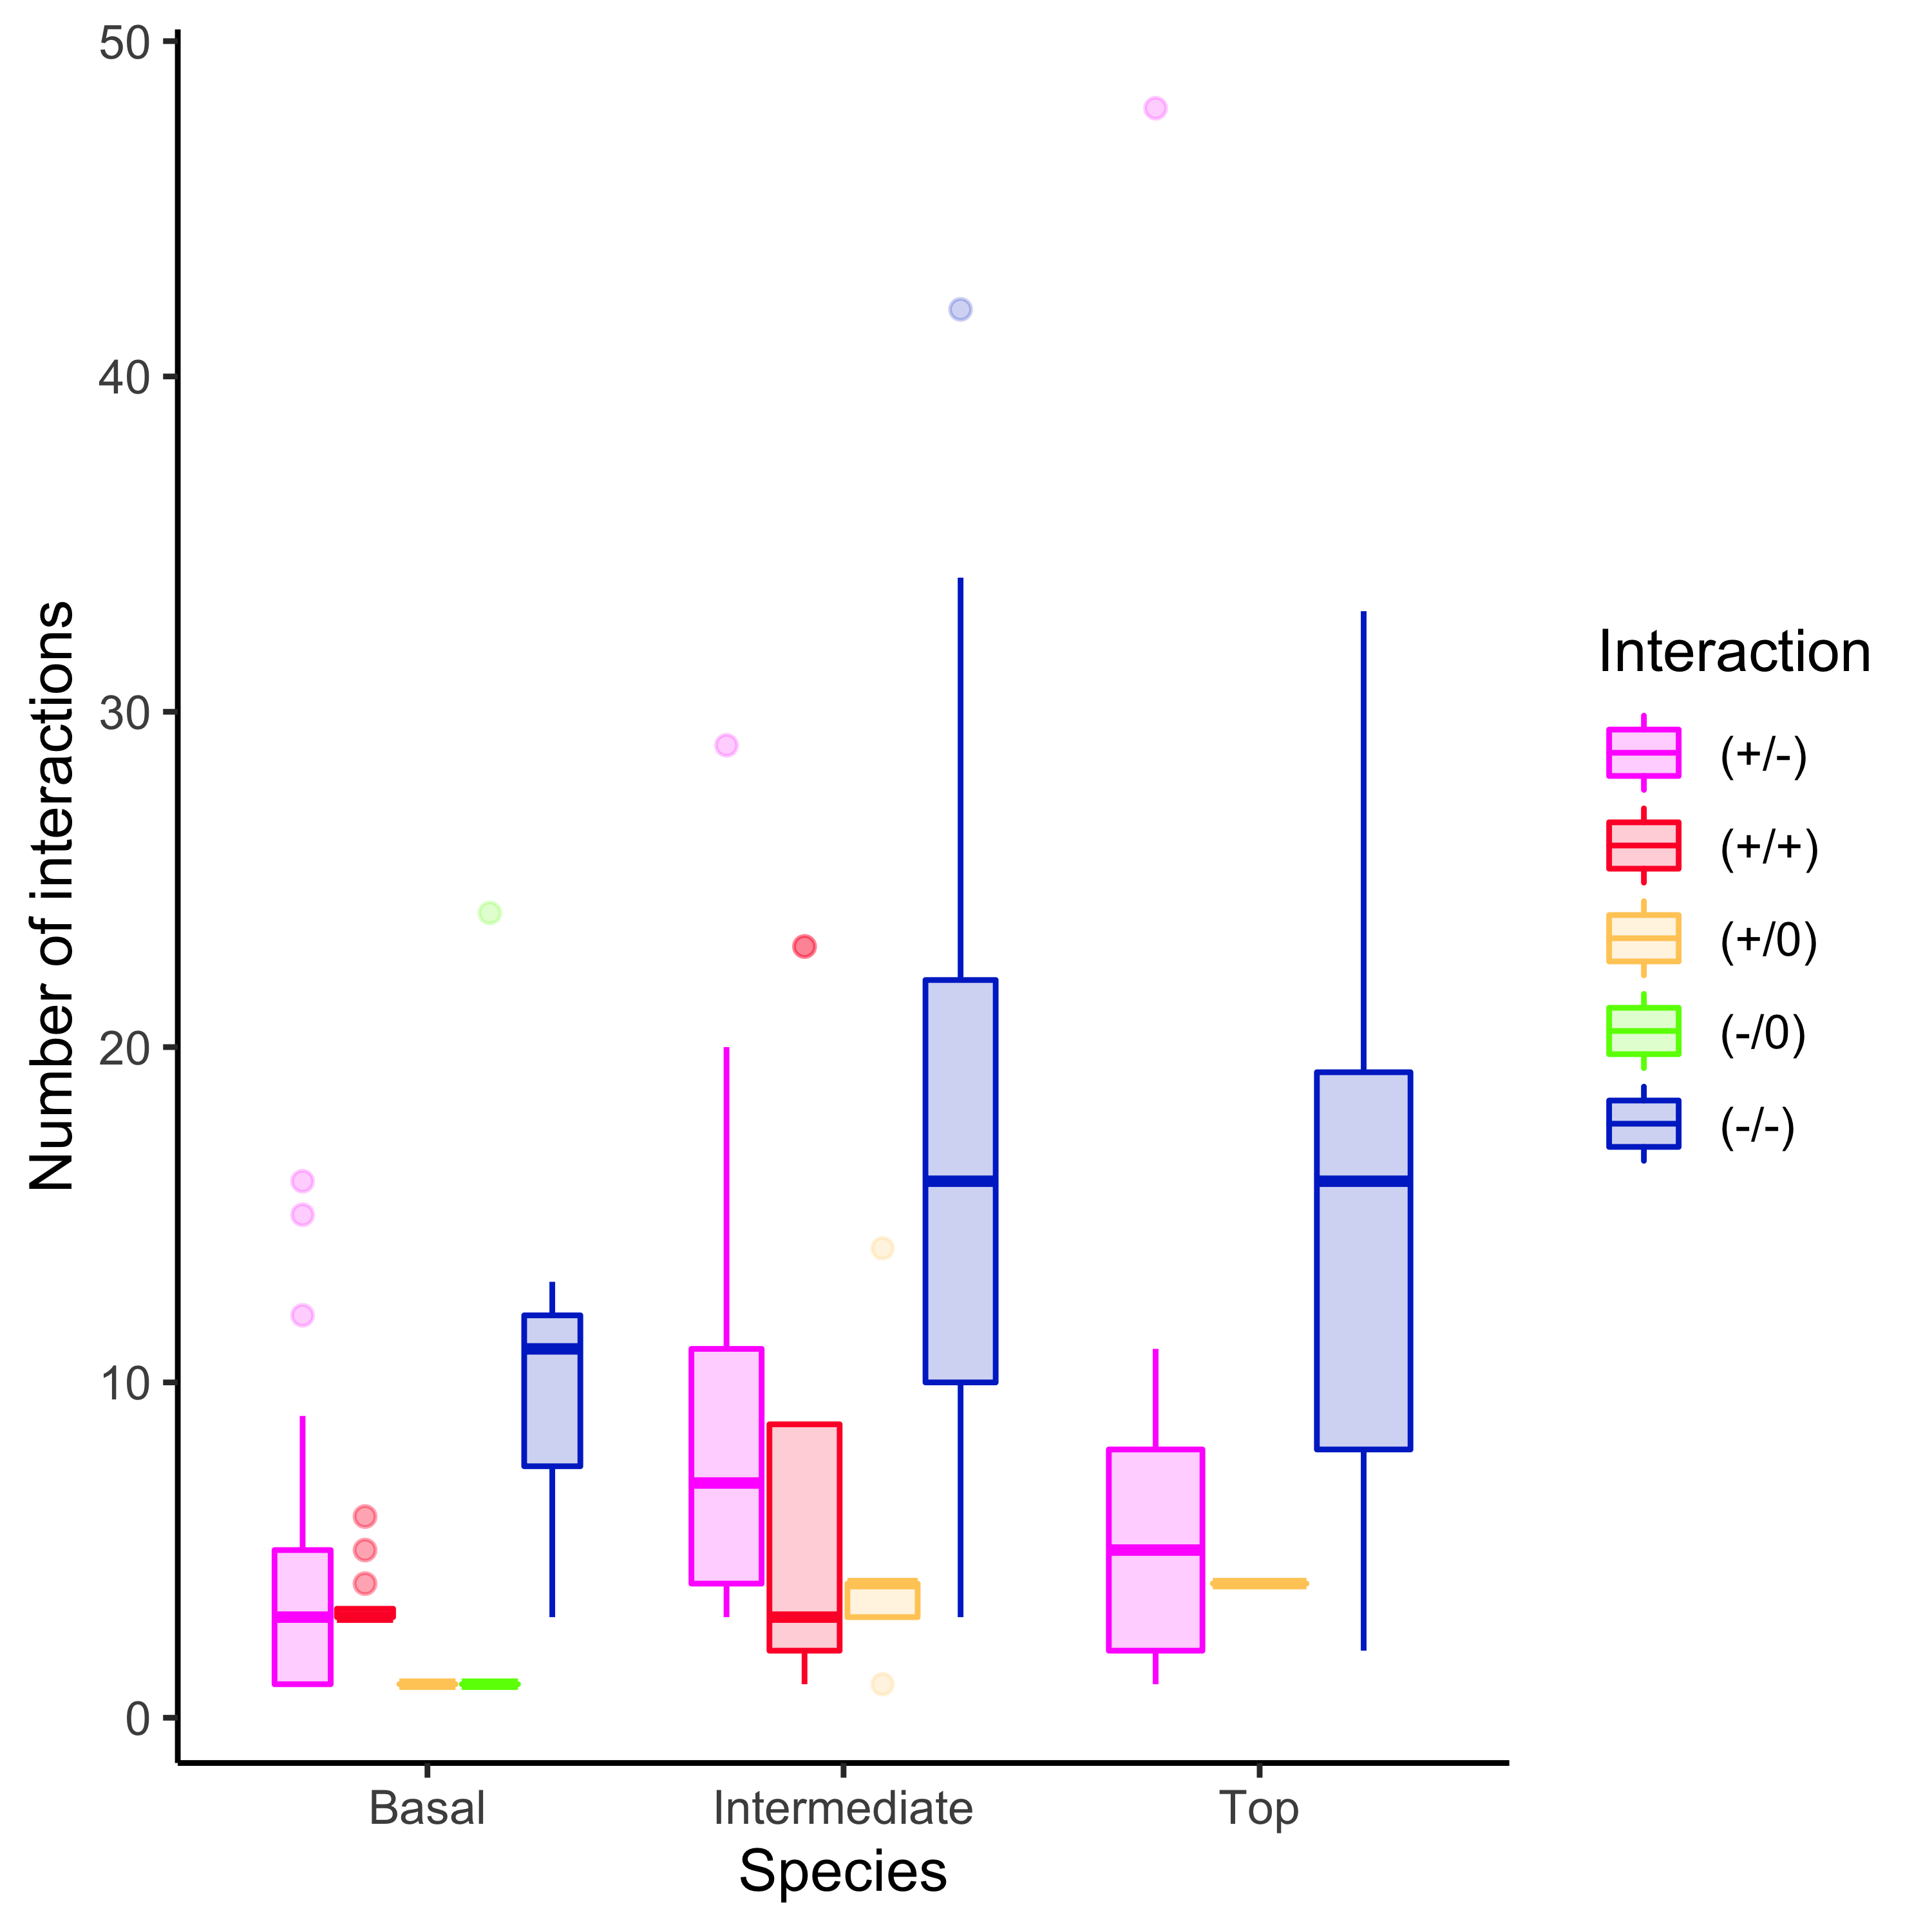 50
40
30
20
10
0
Number of interactions
Basal
Intermediate
Top
Species
Interaction
(+/-)
(+/+)
(+/0)
(-/0)
(-/-)